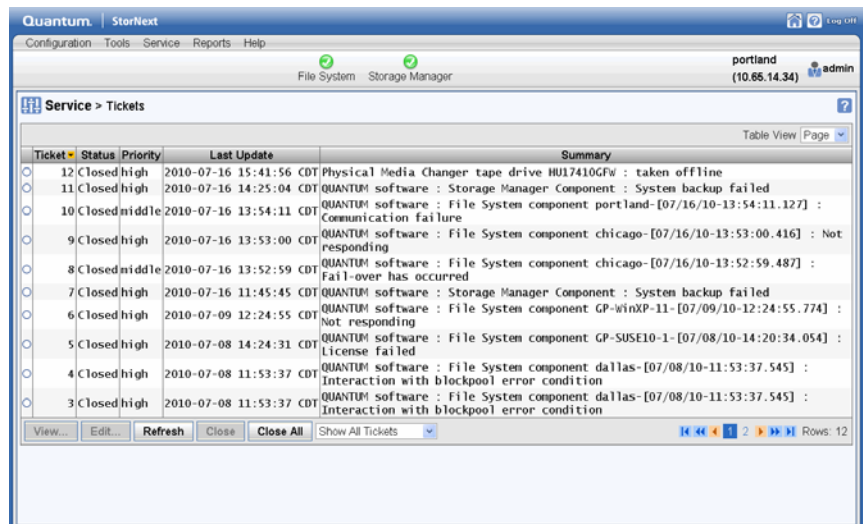 Quantum. StorNext Log Off
Configuration Tools Service Reports Help
File System Storage Manager
portland
(10.65.14.34) admin
Service > Tickets ?
Table View Page
Ticket Status Priority Last Update Summary
12 Closed high 2010-07-16 15:41:56 CDT Physical Media Changer tape drive HU17410GFW : taken offline
11 Closed high 2010-07-16 14:25:04 CDT QUANTUM software : Storage Manager Component : System backup failed
10 Closed middle 2010-07-16 13:54:11 CDT QUANTUM software : File System component portland-[07/16/10-13:54:11.127] :
Communication failure
9 Closed high 2010-07-16 13:53:00 CDT QUANTUM software : File System component chicago-[07/16/10-13:53:00.416] : Not
responding
8 Closed middle 2010-07-16 13:52:59 CDT QUANTUM software : File System component chicago-[07/16/10-13:52:59.487] :
Fail-over has occurred
7 Closed high 2010-07-16 11:45:45 CDT QUANTUM software : Storage Manager Component : System backup failed
6 Closed high 2010-07-09 12:24:55 CDT QUANTUM software : File System component GP-WinXP-11-[07/09/10-12:24:55.774] :
Not responding
5 Closed high 2010-07-08 14:24:31 CDT QUANTUM software : File System component GP-SUSE10-1-[07/08/10-14:20:34.054] :
License failed
4 Closed high 2010-07-08 11:53:37 CDT QUANTUM software : File System component dallas-[07/08/10-11:53:37.545] :
Interaction with blockpool error condition
3 Closed high 2010-07-08 11:53:37 CDT QUANTUM software : File System component dallas-[07/08/10-11:53:37.545] :
Interaction with blockpool error condition
View... Edit... Refresh Close Close All Show All Tickets 1 2 Rows: 12